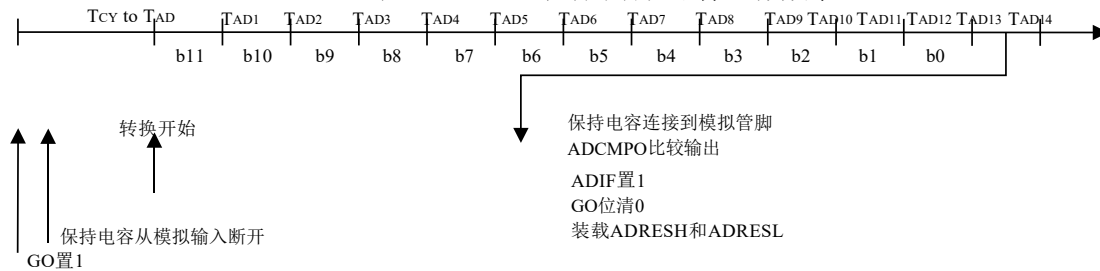 TCY to TAD TAD1 TAD2 TAD3 TAD4 TAD5 TAD6 TAD7 TAD8 TAD9 TAD10 TAD11 TAD12 TAD13 TAD14
b11 b10 b9 b8 b7 b6 b5 b4 b3 b2 b1 b0
转换开始
保持电容从模拟输入断开
GO置1
保持电容连接到模拟管脚
ADCMPO比较输出
ADIF置1
GO位清0
装载ADRESH和ADRESL